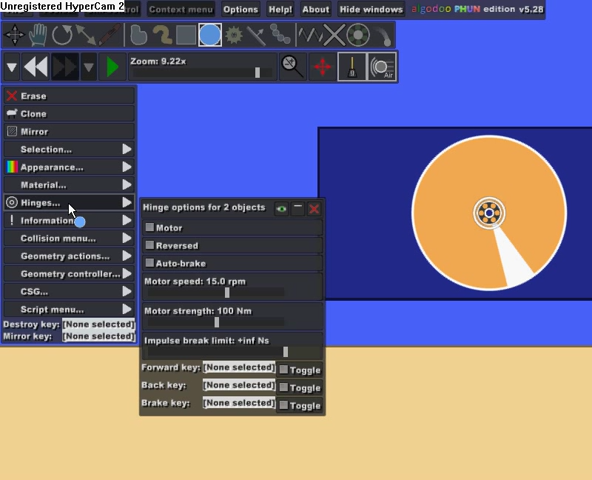 Unregistered HyperCam 2
Context menu
Options
Help!
About
Hide windows
algodoo PHUN edition v5.28
Zoom: 9.22x
Air
Erase
Clone
Mirror
Selection...
Appearance...
Material...
Hinges...
Information
Collision menu...
Geometry actions...
Geometry controller...
CSG...
Script menu...
Destroy key: [None selected]
Mirror key: [None selected]
Hinge options for 2 objects
Motor
Reversed
Auto-brake
Motor speed: 15.0 rpm
Motor strength: 100 Nm
Impulse break limit: +inf Ns
Forward key: [None selected] Toggle
Back key: [None selected] Toggle
Brake key: [None selected] Toggle